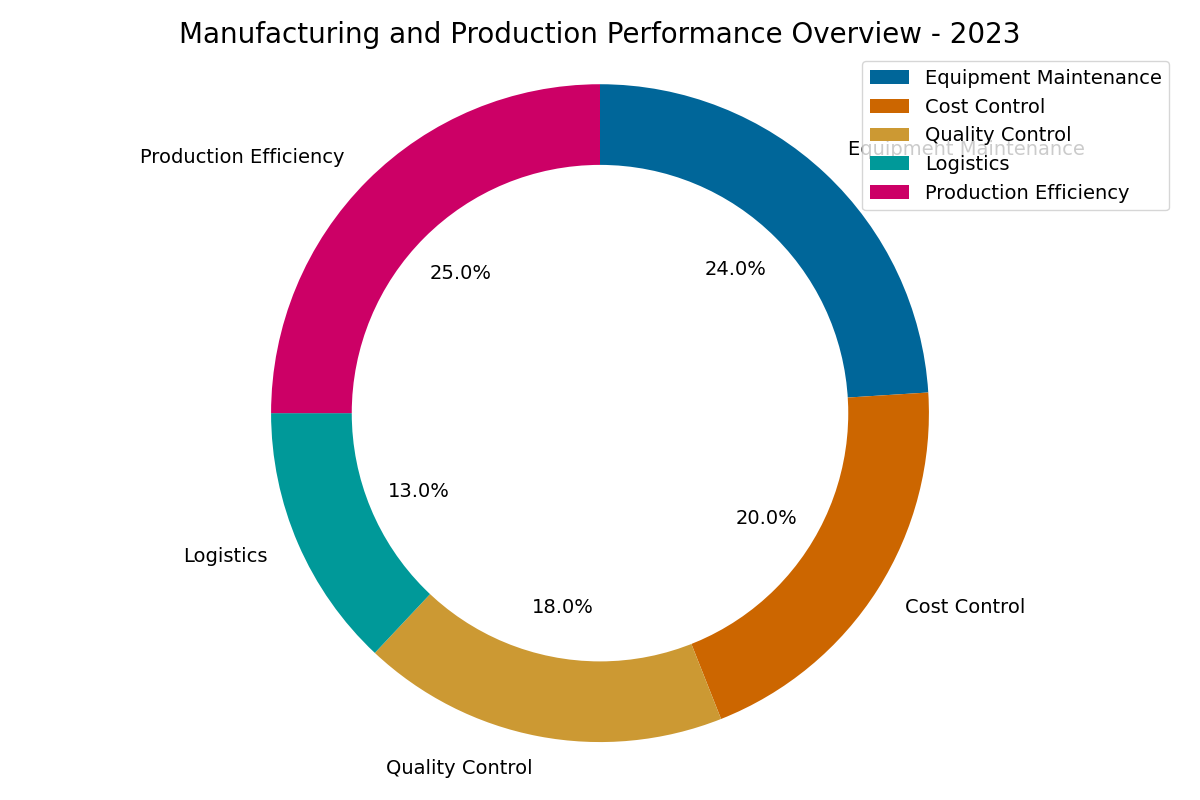 Manufacturing and Production Performance Overview - 2023
Equipment Maintenance
Cost Control
Quality Control
Logistics
Production Efficiency
Equipment Maintenance
Production Efficiency
25.0%
24.0%
13.0%
20.0%
Logistics
18.0%
Cost Control
Quality Control